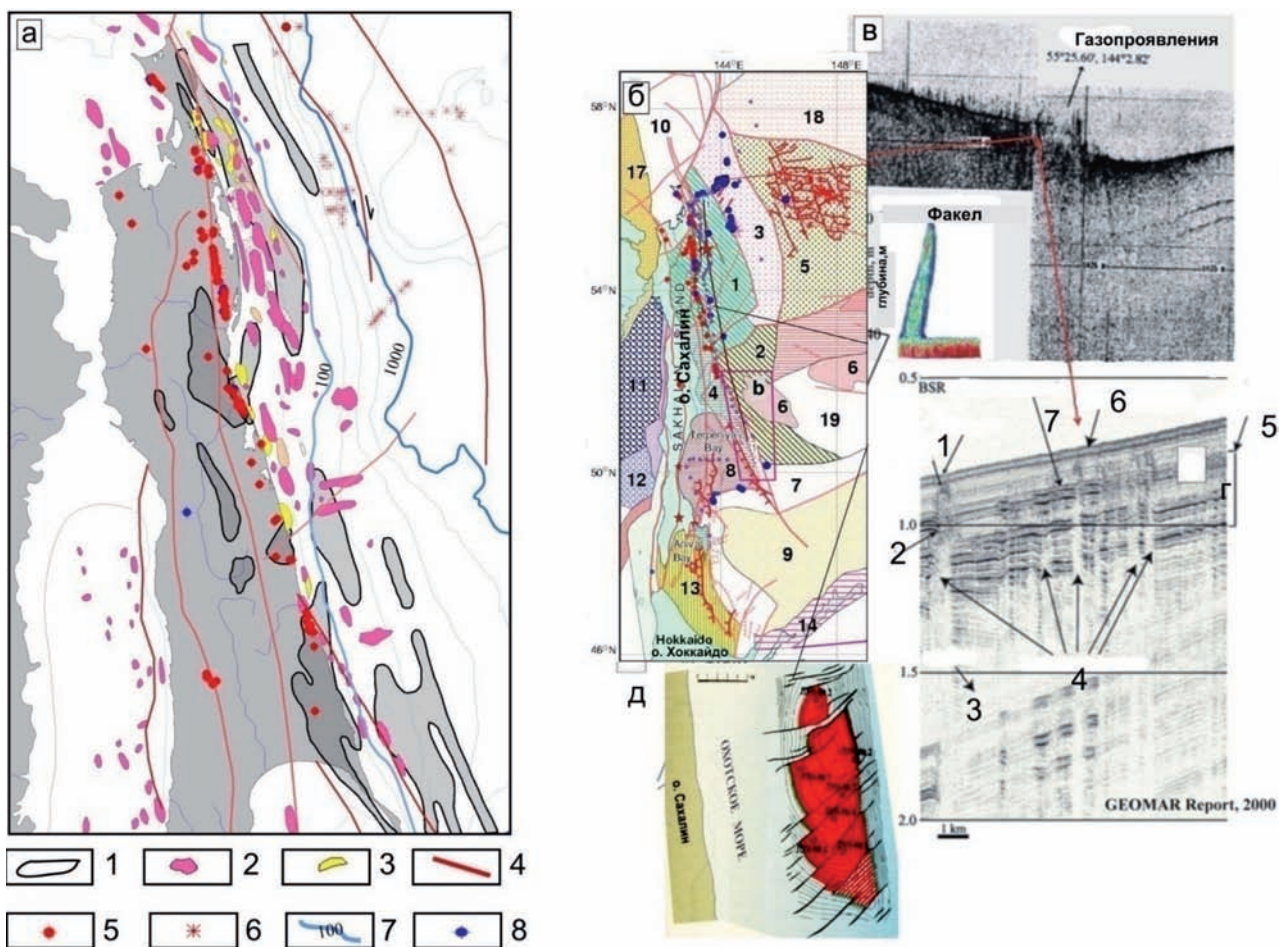 а
100
1000
1
2
3
4
5
6
7
8
100
б
144°E
148°E
58°N
54°N
50°N
46°N
10
18
17
3
5
1
2
6
11
4
b
6
19
12
8
7
9
13
14
SAKHALIN ISLAND
о. Сахалин
Bay
Bay
Hokkaido
о. Хоккайдо
в
Газопроявления
55°25.60', 144°2.82'
Факел
глубина,м
40
0.5
BSR
1
7
6
5
г
1.0
2
4
1.5
3
GEOMAR Report, 2000
2.0
1 km
д
о. Сахалин
ОХОТСКОЕ МОРЕ